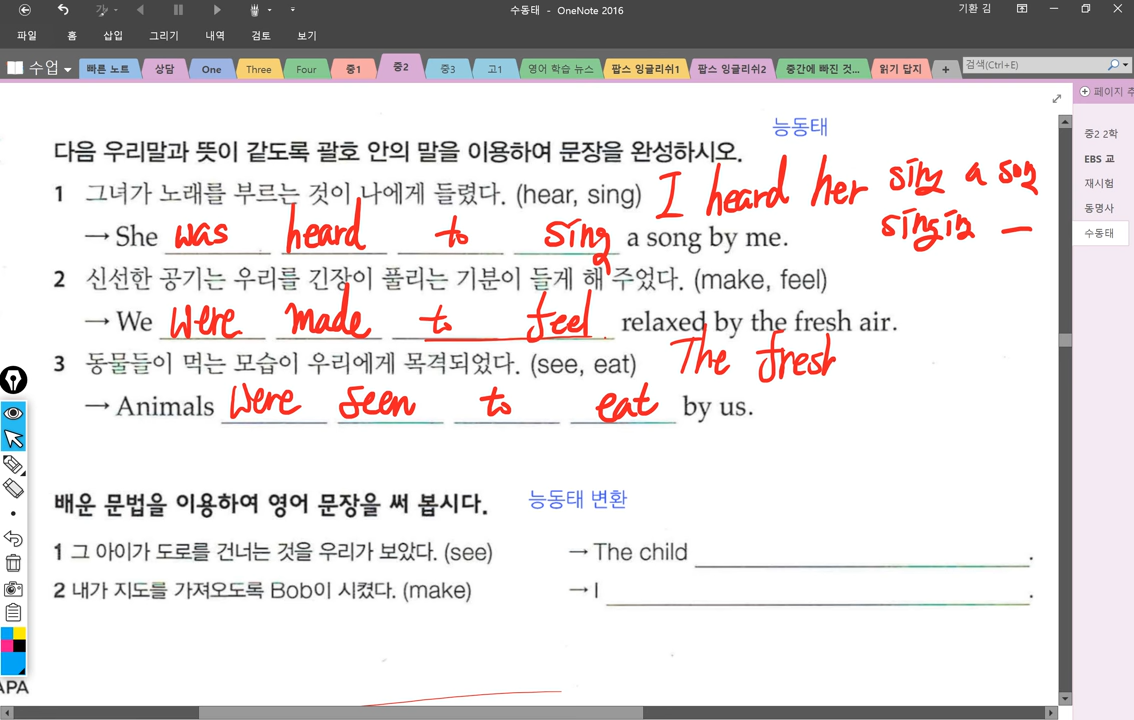 수동태 - OneNote 2016
기환 김
파일 홈 삽입 그리기 내역 검토 보기
수업 빠른 노트 상담 One Three Four 중1 중2 중3 고1 영어 학습 뉴스 팝스 잉글리쉬1 팝스 잉글리쉬2 중간에 빠진 것... 읽기 답지 + 검색(Ctrl+E)
페이지 추
중2 2학
EBS 교
재시험
동명사
수동태
능동태
다음 우리말과 뜻이 같도록 괄호 안의 말을 이용하여 문장을 완성하시오.
1 그녀가 노래를 부르는 것이 나에게 들렸다. (hear, sing) I heard her sing a song
→ She was heard to sing a song by me. singing
2 신선한 공기는 우리를 긴장이 풀리는 기분이 들게 해 주었다. (make, feel)
→ We were made to feel relaxed by the fresh air.
3 동물들이 먹는 모습이 우리에게 목격되었다. (see, eat) The fresh
→ Animals were seen to eat by us.
배운 문법을 이용하여 영어 문장을 써 봅시다. 능동태 변환
1 그 아이가 도로를 건너는 것을 우리가 보았다. (see) → The child .
2 내가 지도를 가져오도록 Bob이 시켰다. (make) → I .
APA